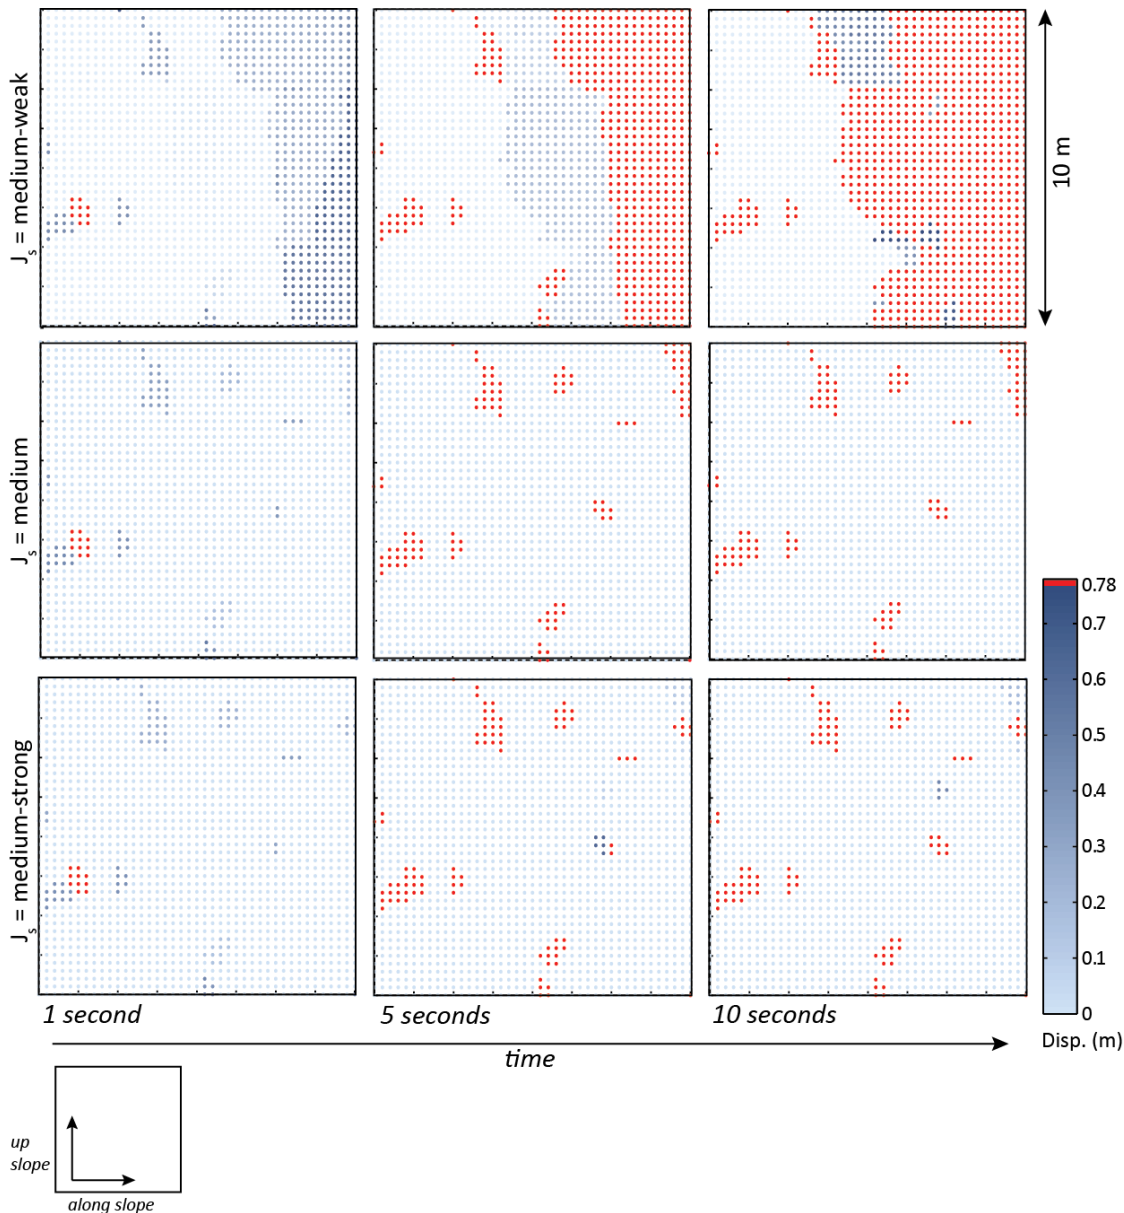 J_s = medium-weak
10 m
J_s = medium
J_s = medium-strong
0.78
0.7
0.6
0.5
0.4
0.3
0.2
0.1
0
Disp. (m)
1 second
5 seconds
10 seconds
time
up
slope
along slope